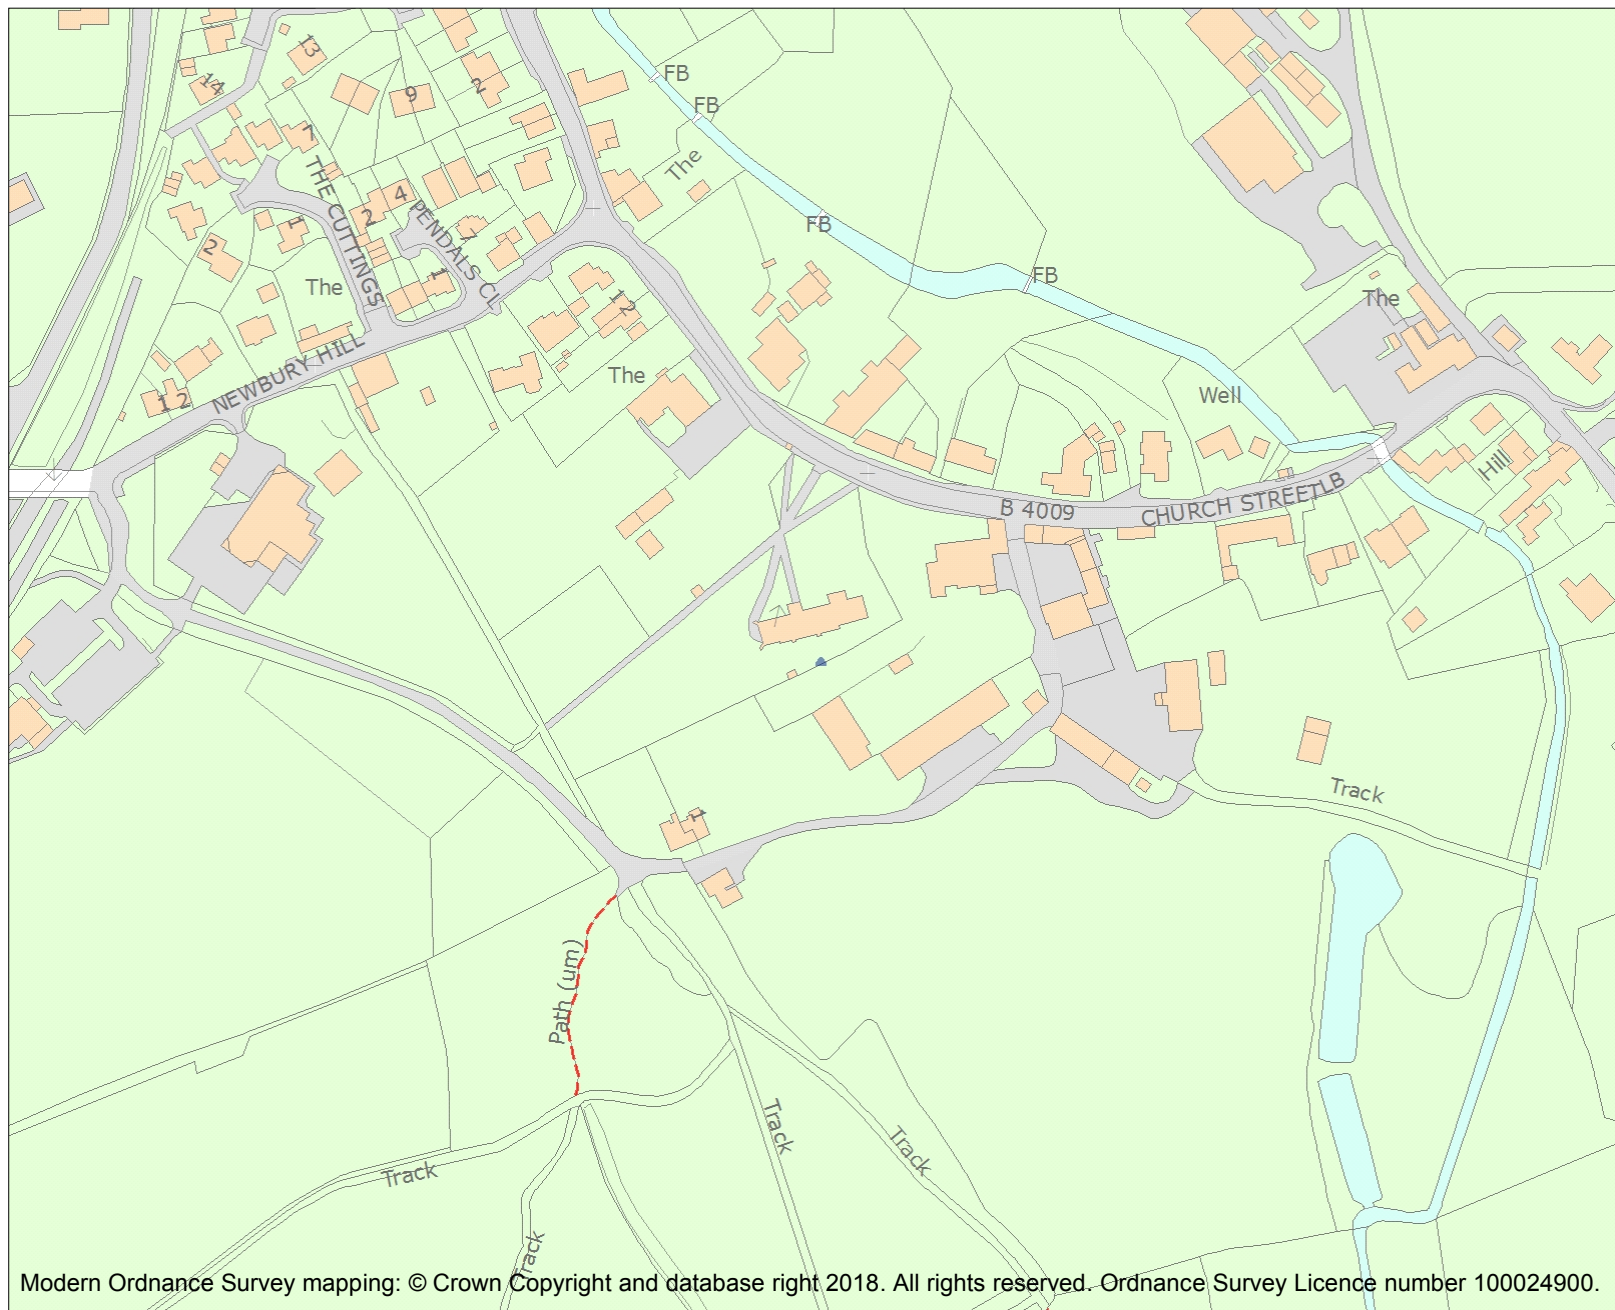 13
14
9
2
FB
FB
7
The
THE CUTTINGS
4
2
PENDALS CL
7
1
2
1
FB
The
FB
1 2
The
NEWBURY HILL
1 2
The
Well
Hill
B 4009
CHURCH STREET
LB
Track
1
Path (um)
Track
Track
Track
Track
Modern Ordnance Survey mapping: © Crown Copyright and database right 2018. All rights reserved. Ordnance Survey Licence number 100024900.